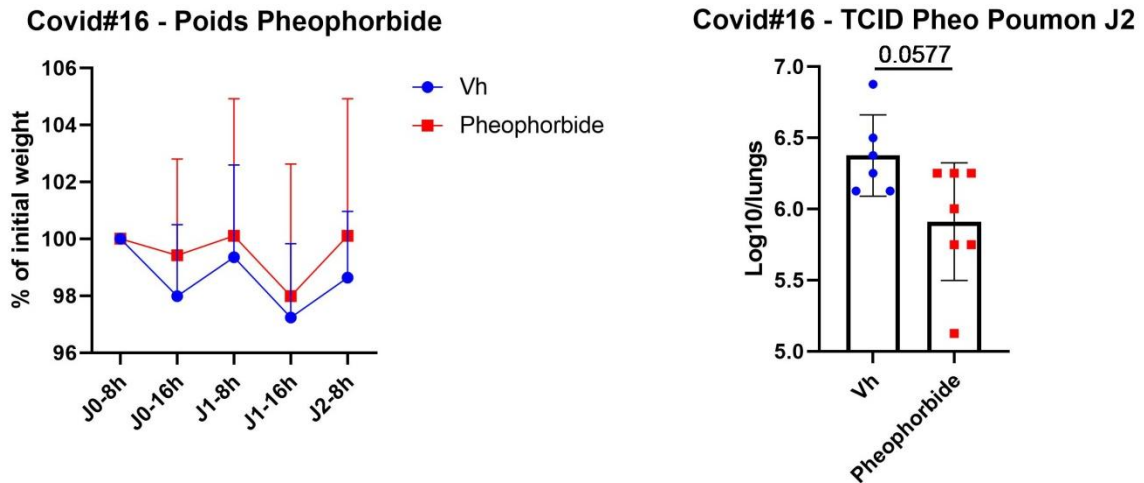 Covid#16 - Poids Pheophorbide
% of initial weight
106
104
102
100
98
96
J0-8h
J0-16h
J1-8h
J1-16h
J2-8h
Vh
Pheophorbide
Covid#16 - TCID Pheo Poumon J2
0.0577
Log10/lungs
7.0
6.5
6.0
5.5
5.0
Vh
Pheophorbide